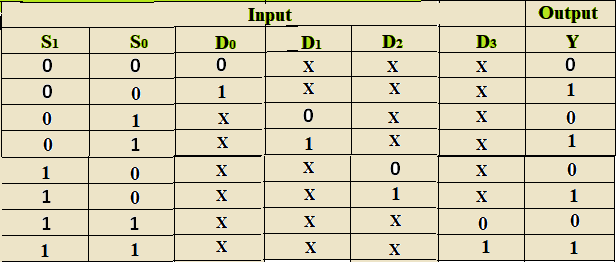 Input Output
S1 S0 D0 D1 D2 D3 Y
0 0 0 X X X 0
0 0 1 X X X 1
0 1 X 0 X X 0
0 1 X 1 X X 1
1 0 X X 0 X 0
1 0 X X 1 X 1
1 1 X X X 0 0
1 1 X X X 1 1